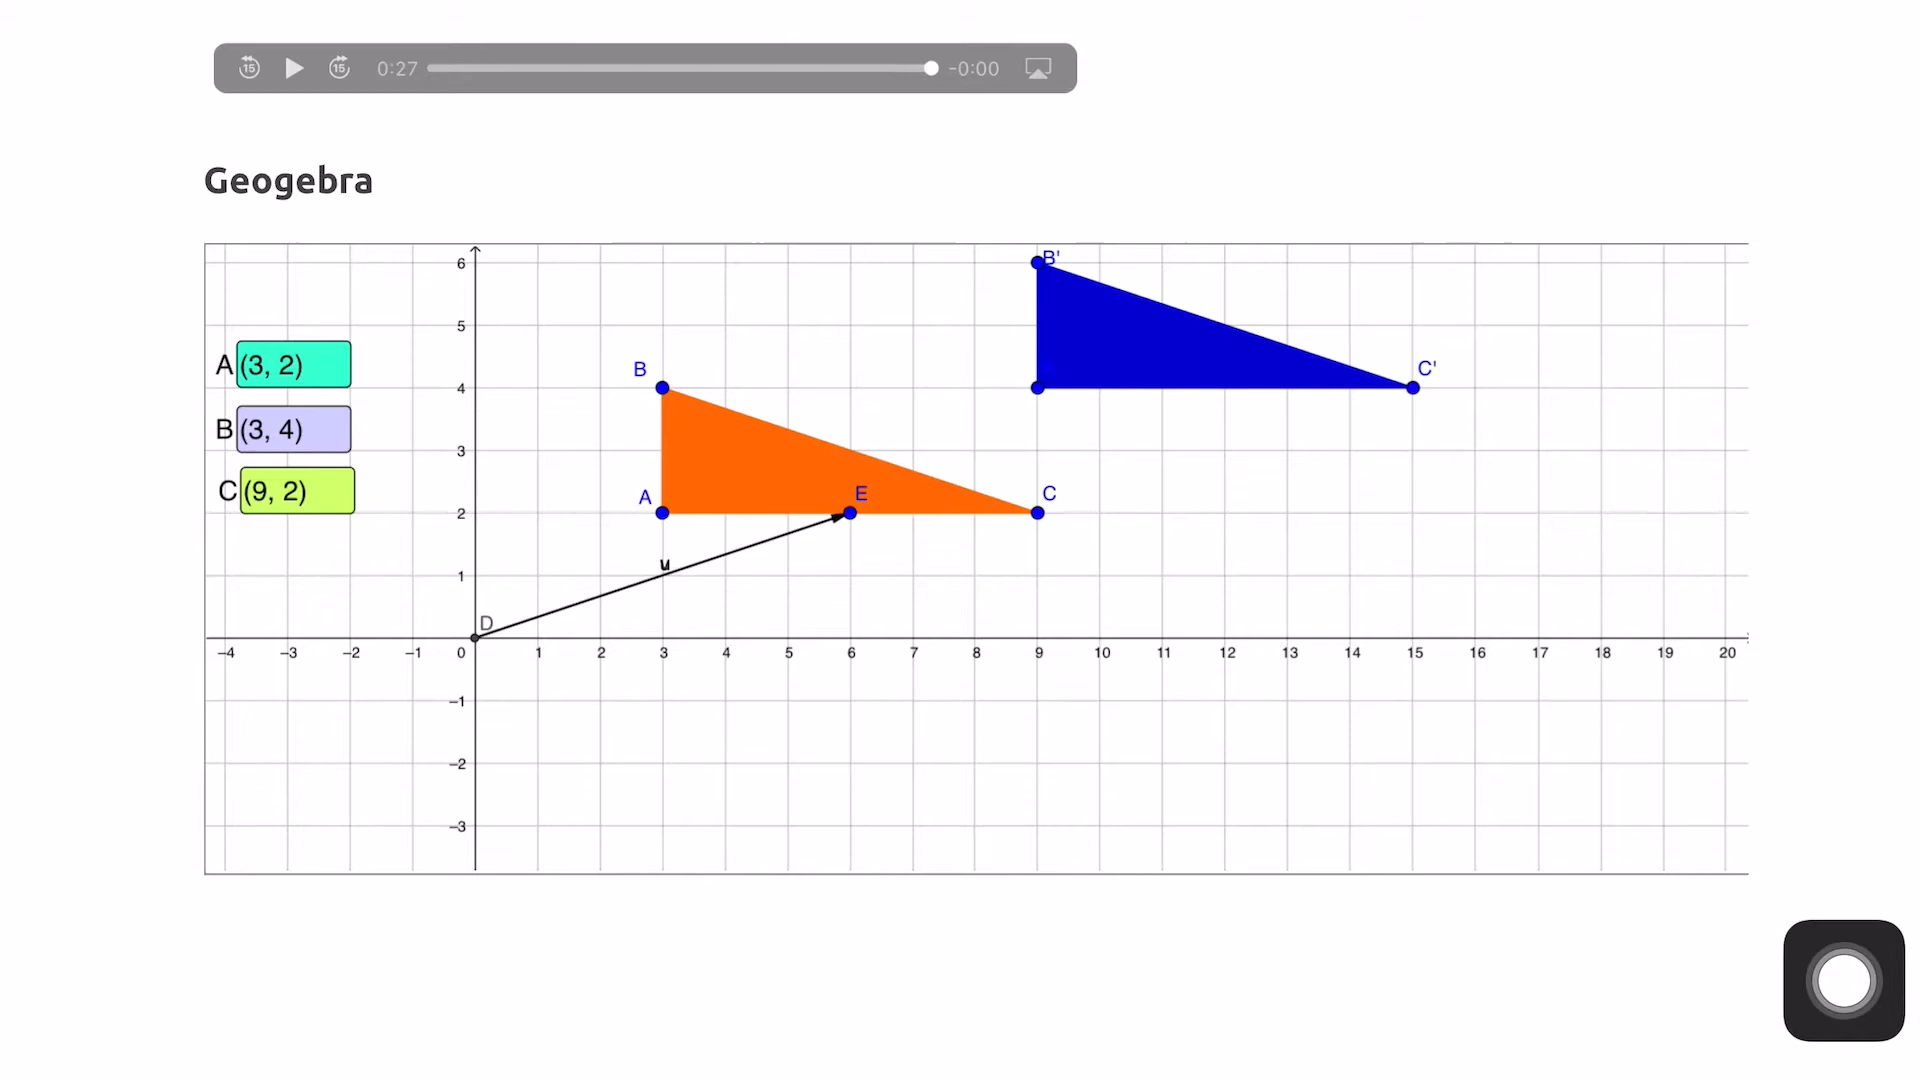 15 15 0:27 -0:00
Geogebra
A (3, 2)
B (3, 4)
C (9, 2)
6
5
4
3
2
1
B'
C'
B
A
E
C
u
D
−4 −3 −2 −1 0 1 2 3 4 5 6 7 8 9 10 11 12 13 14 15 16 17 18 19 20
−1
−2
−3